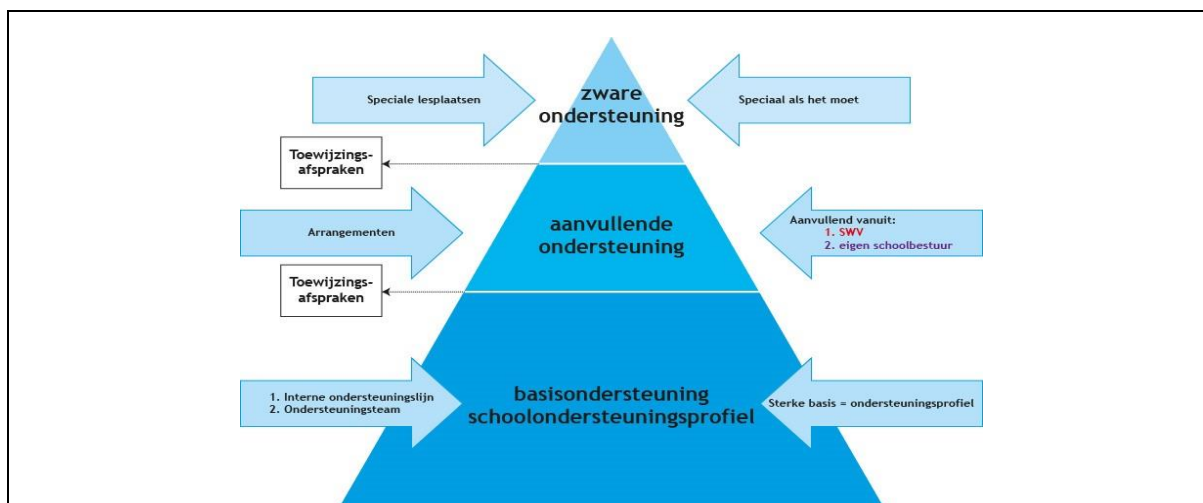 Speciale lesplaatsen
zware
ondersteuning
Speciaal als het moet
Toewijzings-
afspraken
Arrangementen
aanvullende
ondersteuning
Aanvullend vanuit:
1. SWV
2. eigen schoolbestuur
Toewijzings-
afspraken
1. Interne ondersteuningslijn
2. Ondersteuningsteam
basisondersteuning
schoolondersteuningsprofiel
Sterke basis = ondersteuningsprofiel